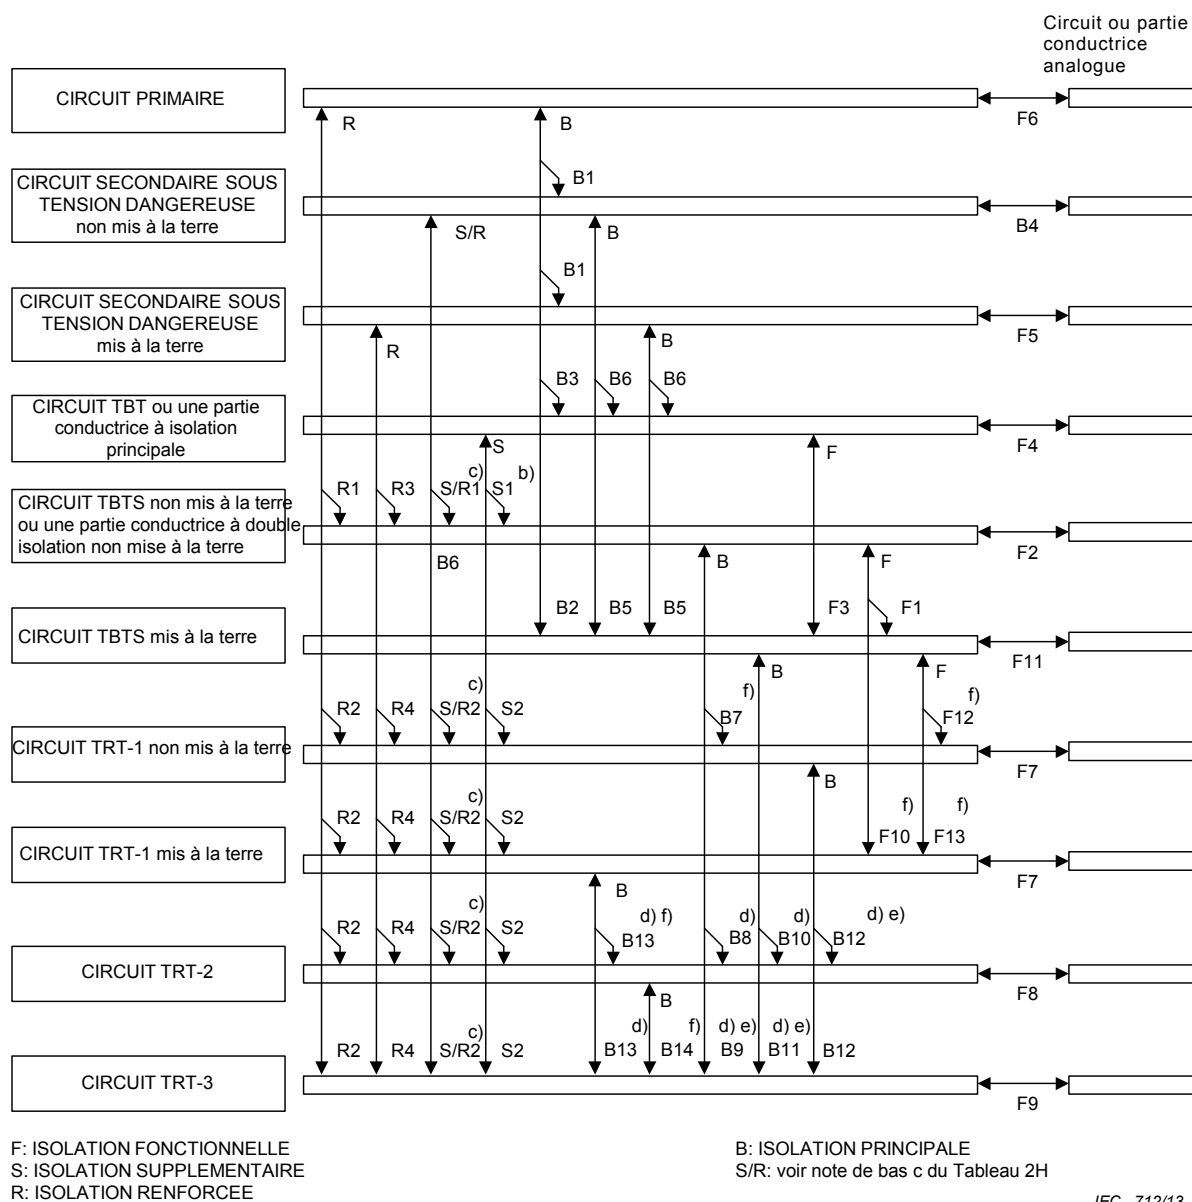 Circuit ou partie
conductrice
analogue
CIRCUIT PRIMAIRE
F6
R
B
B1
CIRCUIT SECONDAIRE SOUS
TENSION DANGEREUSE
non mis à la terre
B4
S/R
B
B1
CIRCUIT SECONDAIRE SOUS
TENSION DANGEREUSE
mis à la terre
F5
R
B
B3
B6
B6
CIRCUIT TBT ou une partie
conductrice à isolation
principale
F4
S
F
c)
b)
R1
R3
S/R1
S1
CIRCUIT TBTS non mis à la terre
ou une partie conductrice à double
isolation non mise à la terre
F2
B6
B
F
B2
B5
B5
F3
F1
CIRCUIT TBTS mis à la terre
F11
B
F
c)
f)
f)
R2
R4
S/R2
S2
B7
F12
CIRCUIT TRT-1 non mis à la terre
F7
B
c)
f)
f)
R2
R4
S/R2
S2
F10
F13
CIRCUIT TRT-1 mis à la terre
F7
B
c)
d) f)
d)
d)
d) e)
R2
R4
S/R2
S2
B13
B8
B10
B12
CIRCUIT TRT-2
F8
B
c)
d)
f)
d) e)
d) e)
R2
R4
S/R2
S2
B13
B14
B9
B11
B12
CIRCUIT TRT-3
F9
F: ISOLATION FONCTIONNELLE
S: ISOLATION SUPPLEMENTAIRE
R: ISOLATION RENFORCEE
B: ISOLATION PRINCIPALE
S/R: voir note de bas c du Tableau 2H
IEC 712/13